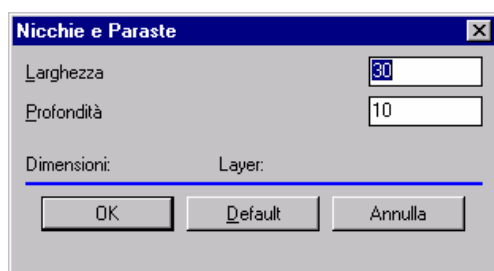 Nicchie e Paraste
Larghezza 30
Profondità 10
Dimensioni: Layer:
OK Default Annulla